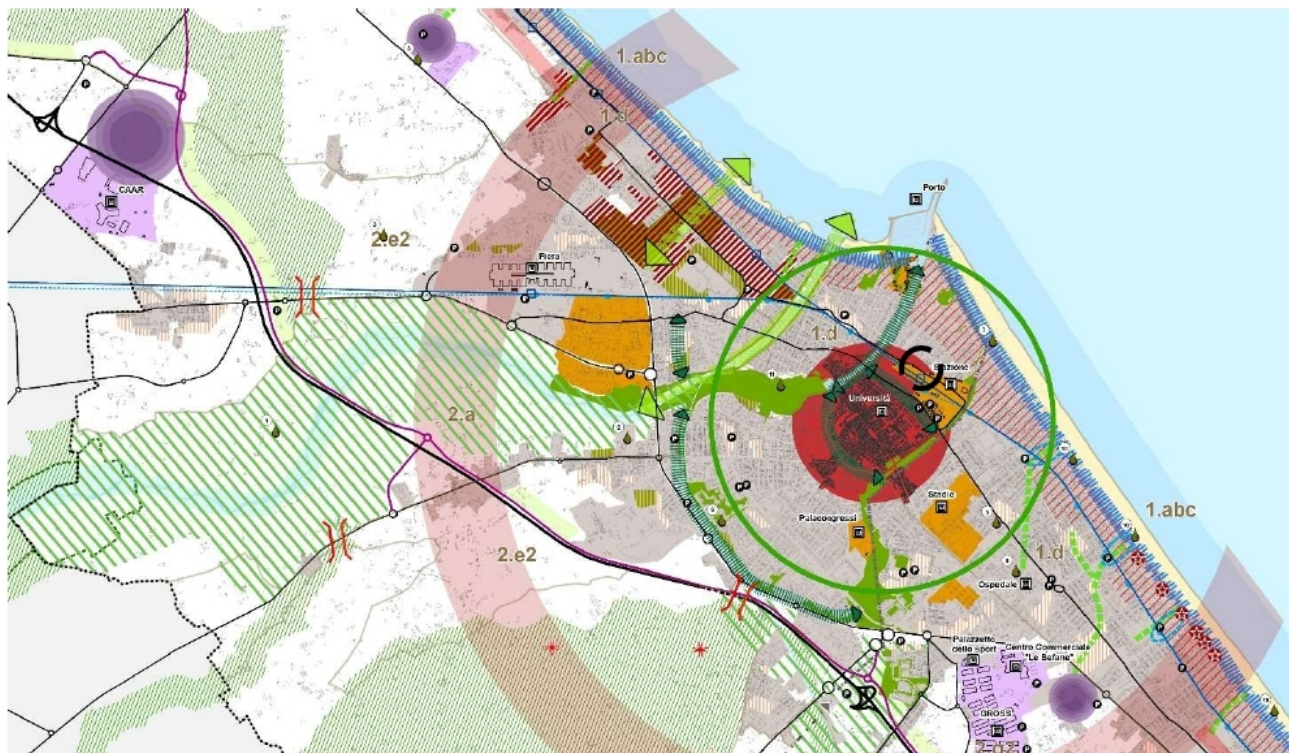 1.abc
1.d
CAAR
Porto
2.e2
Fiera
1.d
Stazione
Università
2.a
Stadio
Palacongressi
1.abc
2.e2
1.d
Ospedale
Palazzetto
dello Sport
Centro Commerciale
"Le Befane"
GROSS